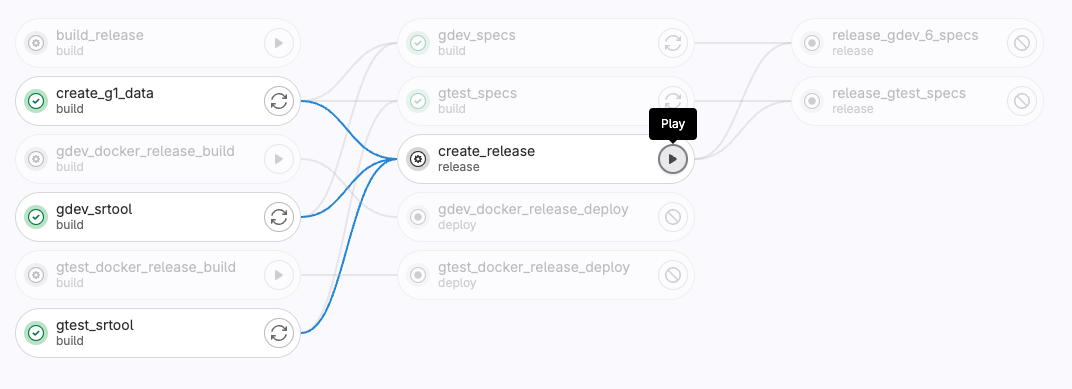 build_release
build
create_g1_data
build
gdev_docker_release_build
build
gdev_srtool
build
gtest_docker_release_build
build
gtest_srtool
build
gdev_specs
build
gtest_specs
build
Play
create_release
release
gdev_docker_release_deploy
deploy
gtest_docker_release_deploy
deploy
release_gdev_6_specs
release
release_gtest_specs
release